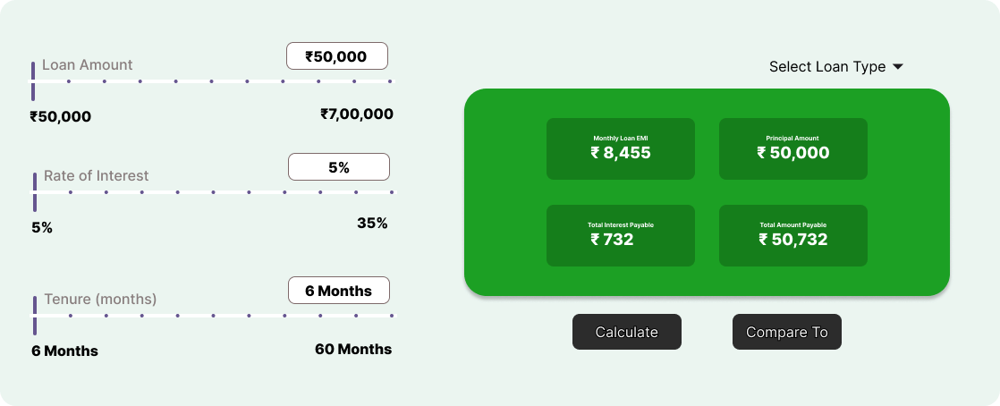 Loan Amount
₹50,000
₹50,000
₹7,00,000
Rate of Interest
5%
5%
35%
Tenure (months)
6 Months
6 Months
60 Months
Select Loan Type
Monthly Loan EMI
₹ 8,455
Principal Amount
₹ 50,000
Total Interest Payable
₹ 732
Total Amount Payable
₹ 50,732
Calculate
Compare To